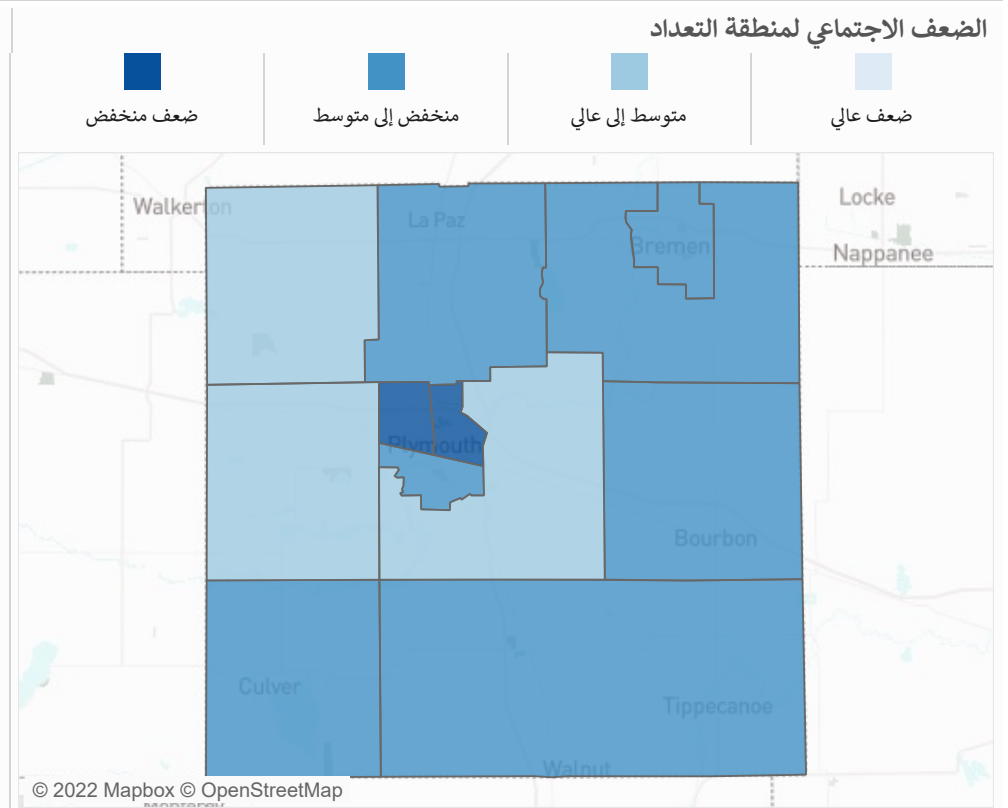 الضعف الاجتماعي لمنطقة التعداد
ضعف عالي
متوسط إلى عالي
منخفض إلى متوسط
ضعف منخفض
Walkerton
La Paz
Bremen
Locke
Nappanee
Plymouth
Bourbon
Culver
Tippecanoe
Walnut
© 2022 Mapbox © OpenStreetMap
Monterey